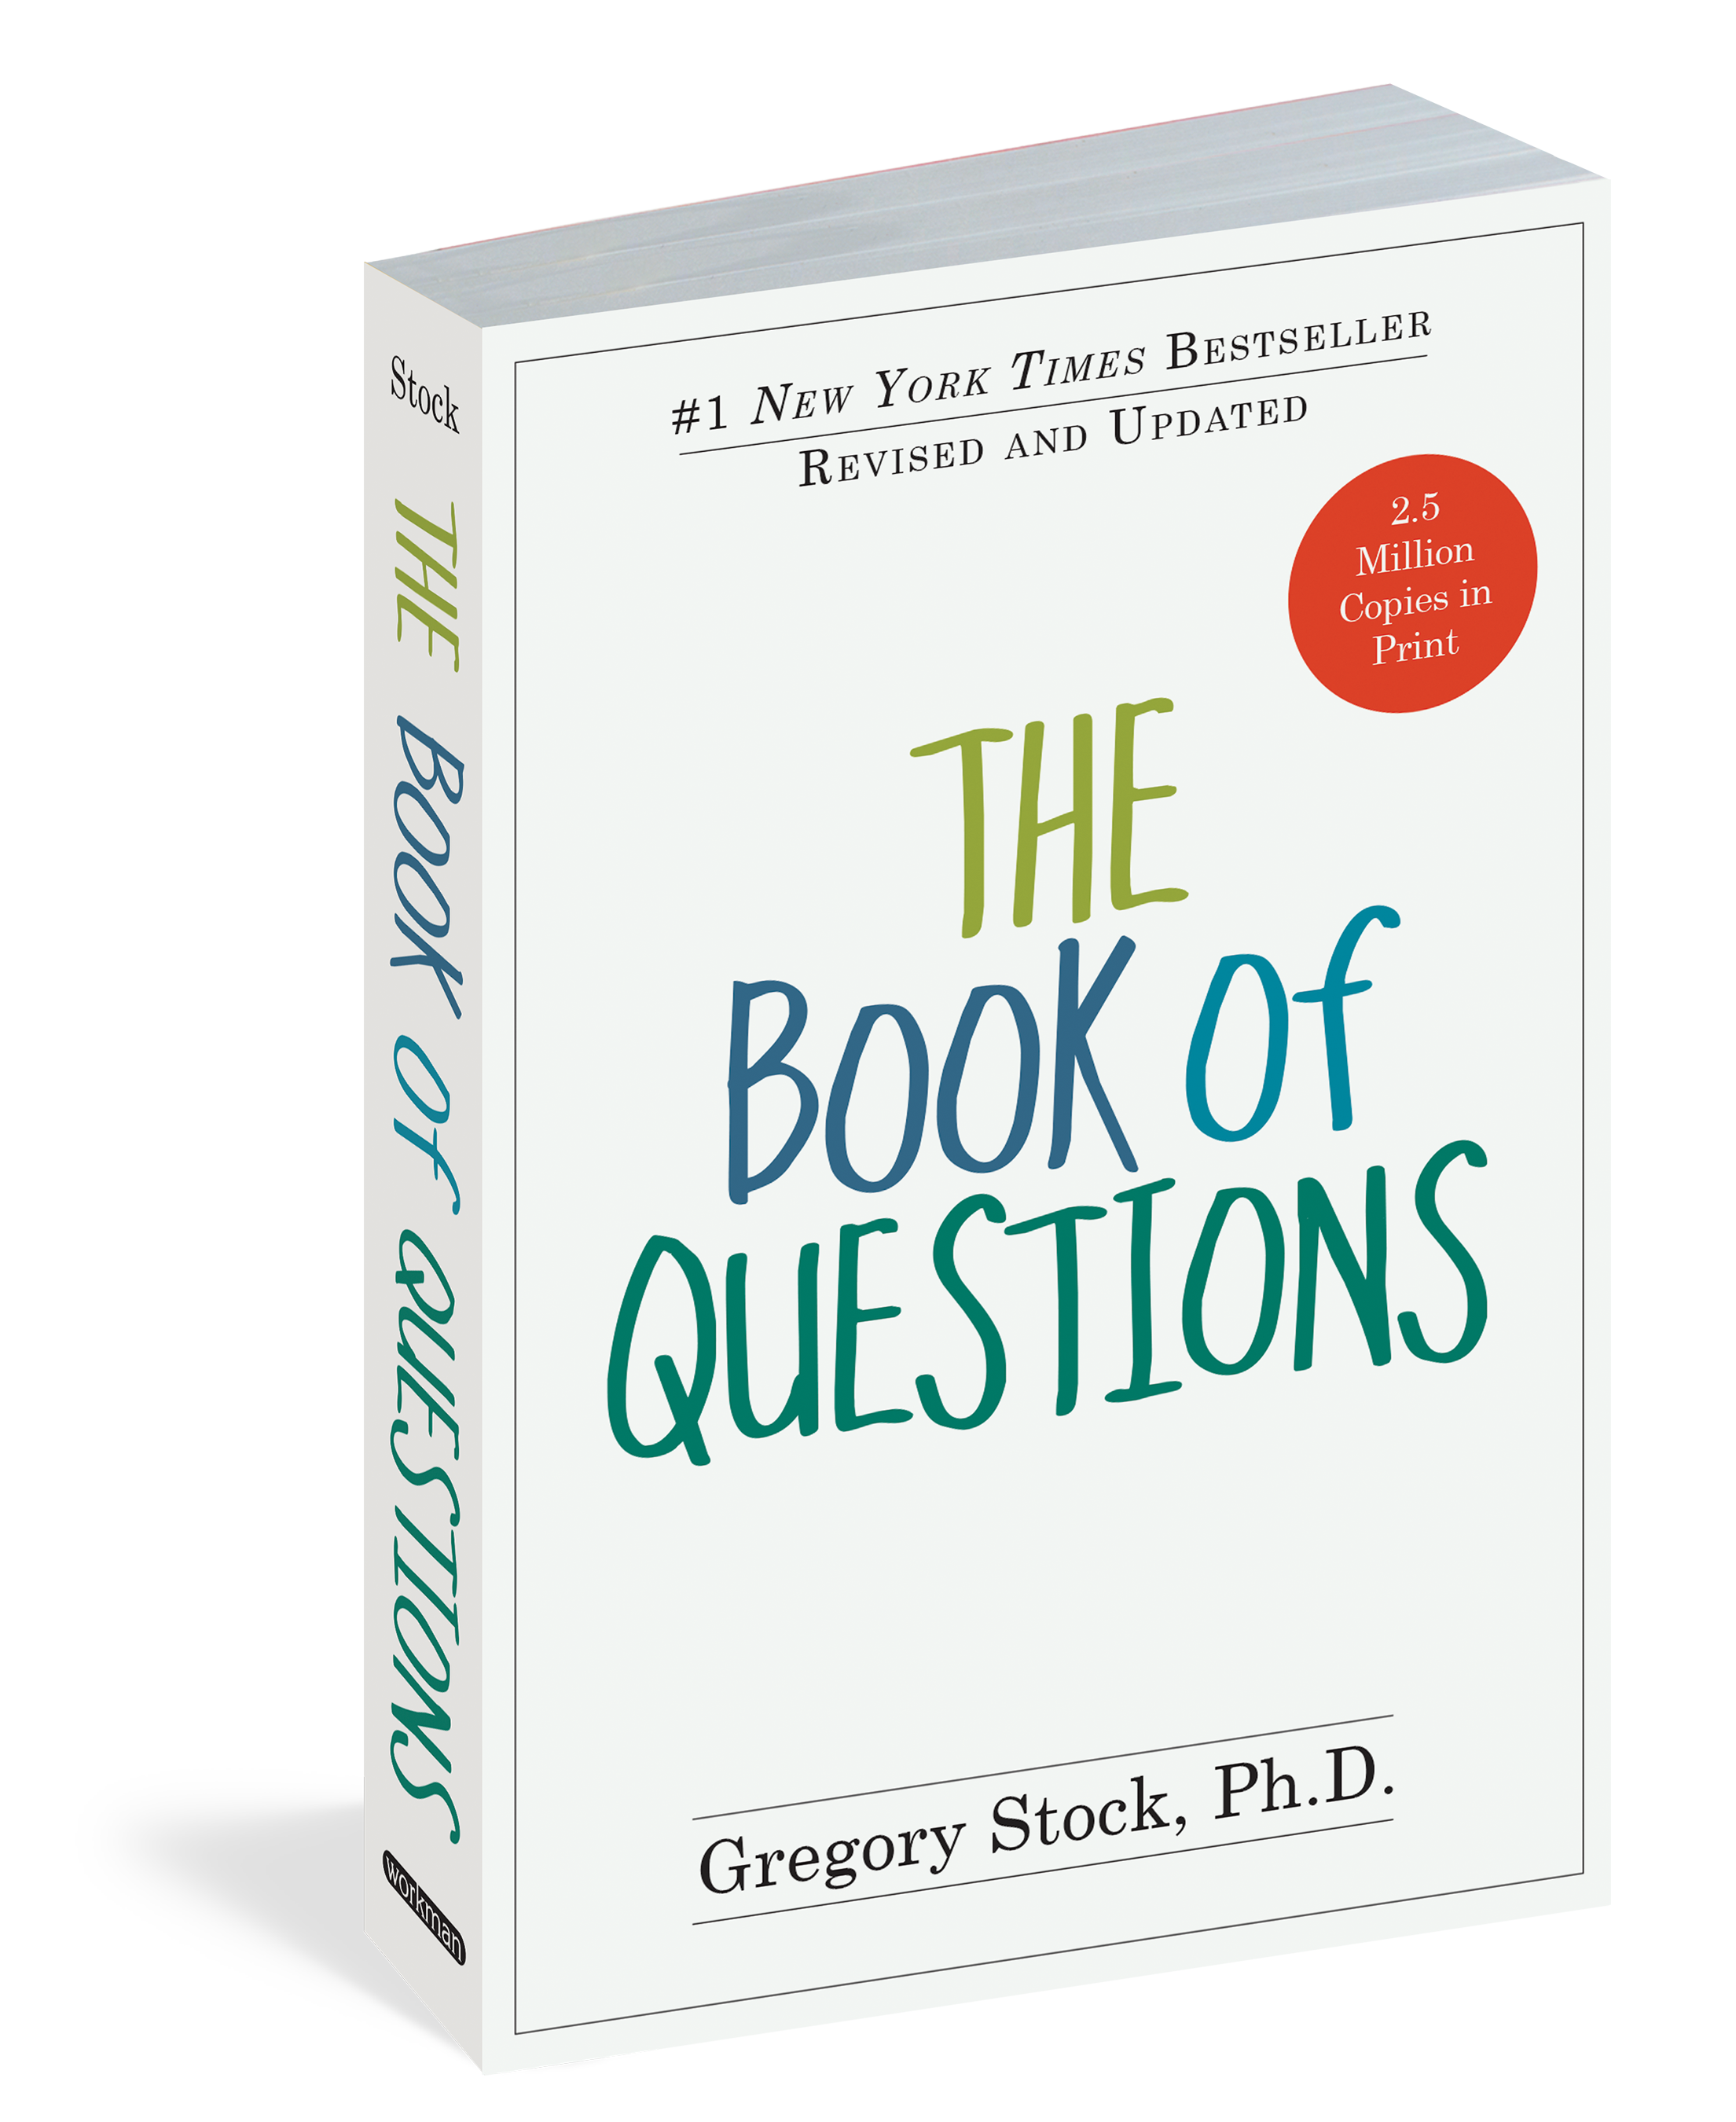 #1 NEW YORK TIMES BESTSELLER
REVISED AND UPDATED
2.5
Million
Copies in
Print
THE
BOOK Of
QUESTIONS
Gregory Stock, Ph.D.
Stock THE BOOK Of QUESTIONS workman